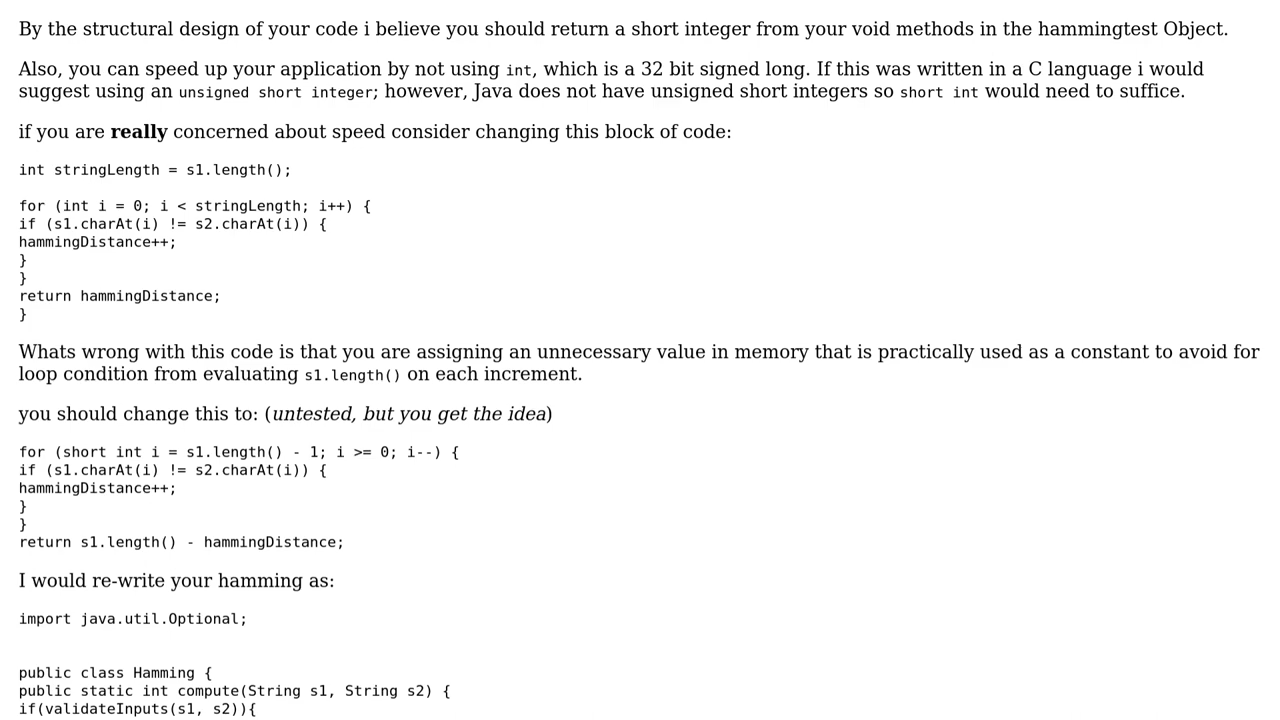 By the structural design of your code i believe you should return a short integer from your void methods in the hammingtest Object.
Also, you can speed up your application by not using int, which is a 32 bit signed long. If this was written in a C language i would
suggest using an unsigned short integer; however, Java does not have unsigned short integers so short int would need to suffice.
if you are really concerned about speed consider changing this block of code:
int stringLength = s1.length();
for (int i = 0; i < stringLength; i++) {
if (s1.charAt(i) != s2.charAt(i)) {
hammingDistance++;
}
}
return hammingDistance;
}
Whats wrong with this code is that you are assigning an unnecessary value in memory that is practically used as a constant to avoid for
loop condition from evaluating s1.length() on each increment.
you should change this to: (untested, but you get the idea)
for (short int i = s1.length() - 1; i >= 0; i--) {
if (s1.charAt(i) != s2.charAt(i)) {
hammingDistance++;
}
}
return s1.length() - hammingDistance;
I would re-write your hamming as:
import java.util.Optional;
public class Hamming {
public static int compute(String s1, String s2) {
if(validateInputs(s1, s2)){